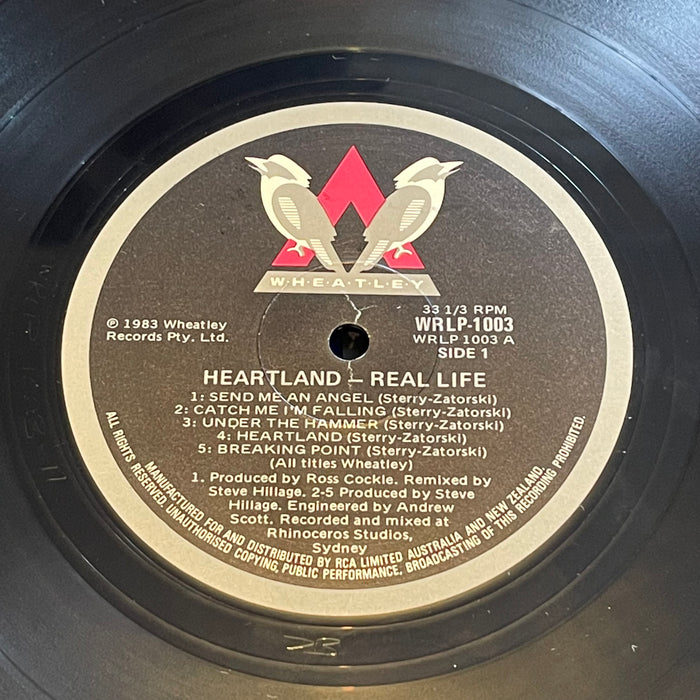 W·H·E·A·T·L·E·Y
℗ 1983 Wheatley
Records Pty. Ltd.
33 1/3 RPM
WRLP-1003
WRLP 1003 A
SIDE 1
HEARTLAND – REAL LIFE
1: SEND ME AN ANGEL (Sterry-Zatorski)
2: CATCH ME I'M FALLING (Sterry-Zatorski)
3: UNDER THE HAMMER (Sterry-Zatorski)
4: HEARTLAND (Sterry-Zatorski)
5: BREAKING POINT (Sterry-Zatorski)
(All titles Wheatley)
1. Produced by Ross Cockle. Remixed by
Steve Hillage. 2-5 Produced by Steve
Hillage. Engineered by Andrew
Scott. Recorded and mixed at
Rhinoceros Studios,
Sydney
MANUFACTURED FOR AND DISTRIBUTED BY RCA LIMITED AUSTRALIA AND NEW ZEALAND.
ALL RIGHTS RESERVED. UNAUTHORISED COPYING, PUBLIC PERFORMANCE, BROADCASTING OF THIS RECORDING PROHIBITED.